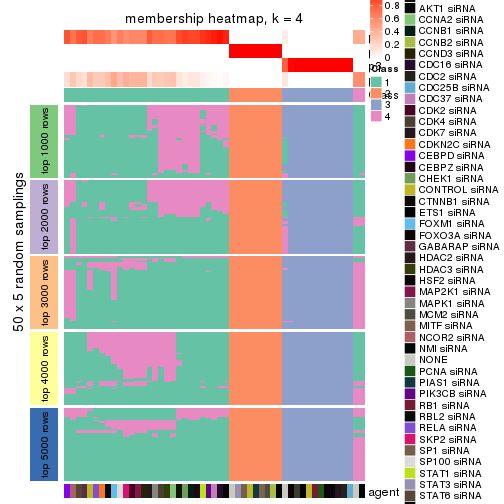 membership heatmap, k = 4
50 x 5 random samplings
top 1000 rows
top 2000 rows
top 3000 rows
top 4000 rows
top 5000 rows
0.8
0.6
0.4
0.2
0
Class
1
2
3
4
agent
AKT1 siRNA
CCNA2 siRNA
CCNB1 siRNA
CCNB2 siRNA
CCND3 siRNA
CDC16 siRNA
CDC2 siRNA
CDC25B siRNA
CDC37 siRNA
CDK2 siRNA
CDK4 siRNA
CDK7 siRNA
CDKN2C siRNA
CEBPD siRNA
CEBPZ siRNA
CHEK1 siRNA
CONTROL siRNA
CTNNB1 siRNA
ETS1 siRNA
FOXM1 siRNA
FOXO3A siRNA
GABARAP siRNA
HDAC2 siRNA
HDAC3 siRNA
HSF2 siRNA
MAP2K1 siRNA
MAPK1 siRNA
MCM2 siRNA
MITF siRNA
NCOR2 siRNA
NMI siRNA
NONE
PCNA siRNA
PIAS1 siRNA
PIK3CB siRNA
RB1 siRNA
RBL2 siRNA
RELA siRNA
SKP2 siRNA
SP1 siRNA
SP100 siRNA
STAT1 siRNA
STAT3 siRNA
STAT6 siRNA